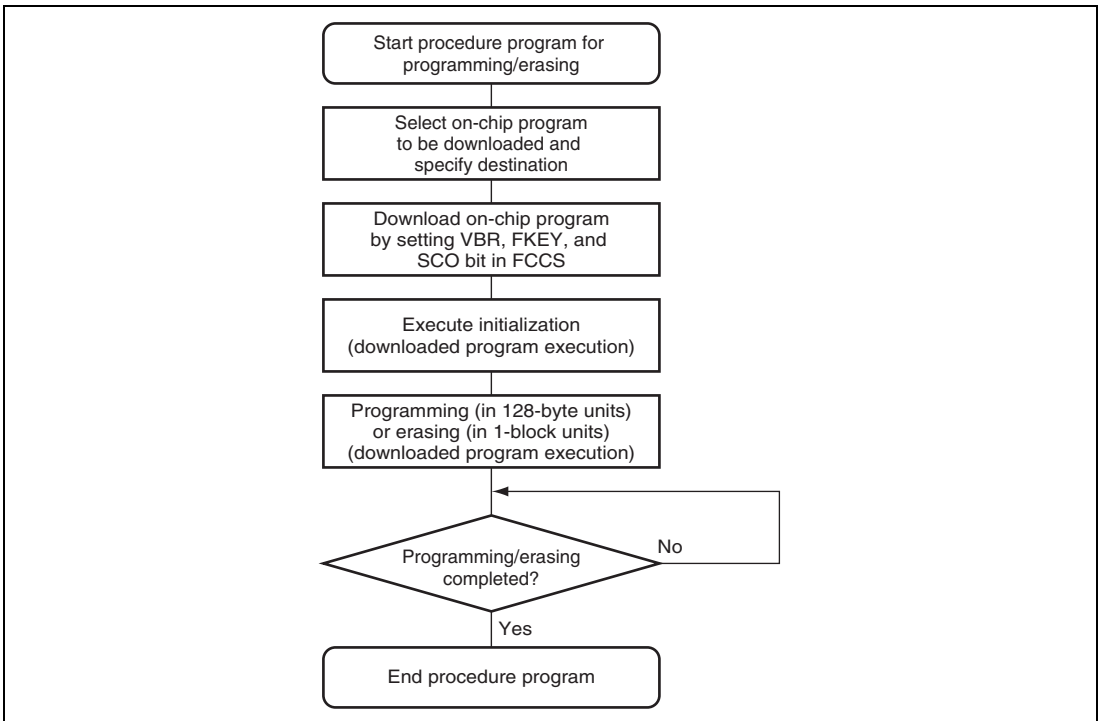 Start procedure program for
programming/erasing
Select on-chip program
to be downloaded and
specify destination
Download on-chip program
by setting VBR, FKEY, and
SCO bit in FCCS
Execute initialization
(downloaded program execution)
Programming (in 128-byte units)
or erasing (in 1-block units)
(downloaded program execution)
Programming/erasing
completed?
No
Yes
End procedure program